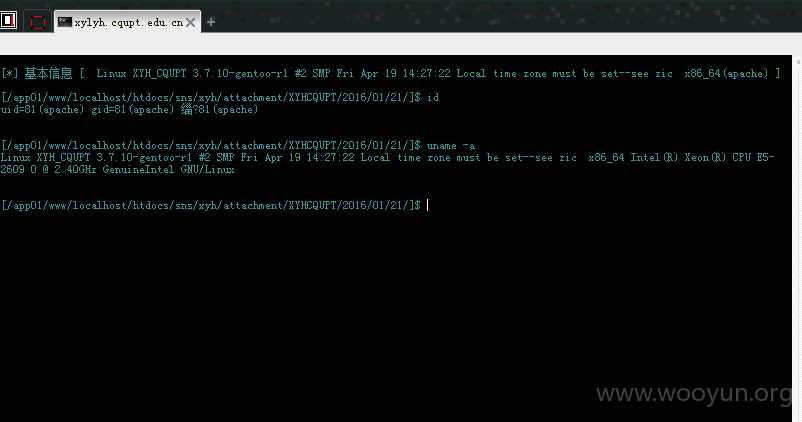 xylyh.cqupt.edu.cn
[*] 基本信息 [  Linux XYH_CQUPT 3.7.10-gentoo-r1 #2 SMP Fri Apr 19 14:27:22 Local time zone must be set--see zic  x86_64(apache) ]
[/app01/www/localhost/htdocs/sns/xyh/attachment/XYHCQUPT/2016/01/21/]$ id
uid=81(apache) gid=81(apache) 缁?81(apache)
[/app01/www/localhost/htdocs/sns/xyh/attachment/XYHCQUPT/2016/01/21/]$ uname -a
Linux XYH_CQUPT 3.7.10-gentoo-r1 #2 SMP Fri Apr 19 14:27:22 Local time zone must be set--see zic  x86_64 Intel(R) Xeon(R) CPU E5-
2609 0 @ 2.40GHz GenuineIntel GNU/Linux
[/app01/www/localhost/htdocs/sns/xyh/attachment/XYHCQUPT/2016/01/21/]$
www.wooyun.org